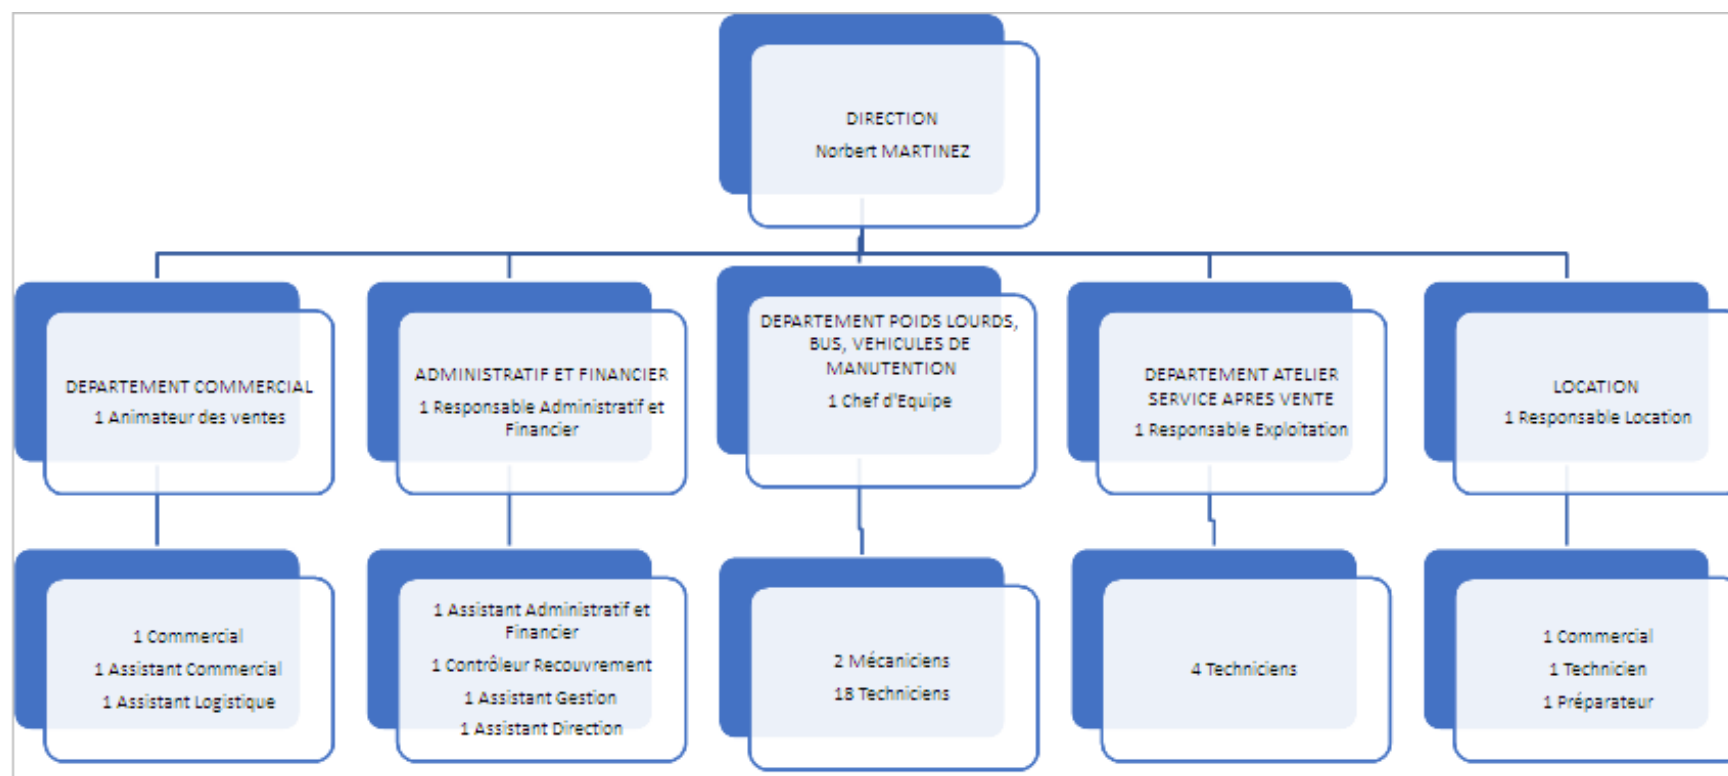 DIRECTION
Norbert MARTINEZ
DEPARTEMENT COMMERCIAL
1 Animateur des ventes
ADMINISTRATIF ET FINANCIER
1 Responsable Administratif et
Financier
DEPARTEMENT POIDS LOURDS,
BUS, VEHICULES DE
MANUTENTION
1 Chef d'Equipe
DEPARTEMENT ATELIER
SERVICE APRES VENTE
1 Responsable Exploitation
LOCATION
1 Responsable Location
1 Commercial
1 Assistant Commercial
1 Assistant Logistique
1 Assistant Administratif et
Financier
1 Contrôleur Recouvrement
1 Assistant Gestion
1 Assistant Direction
2 Mécaniciens
18 Techniciens
4 Techniciens
1 Commercial
1 Technicien
1 Préparateur